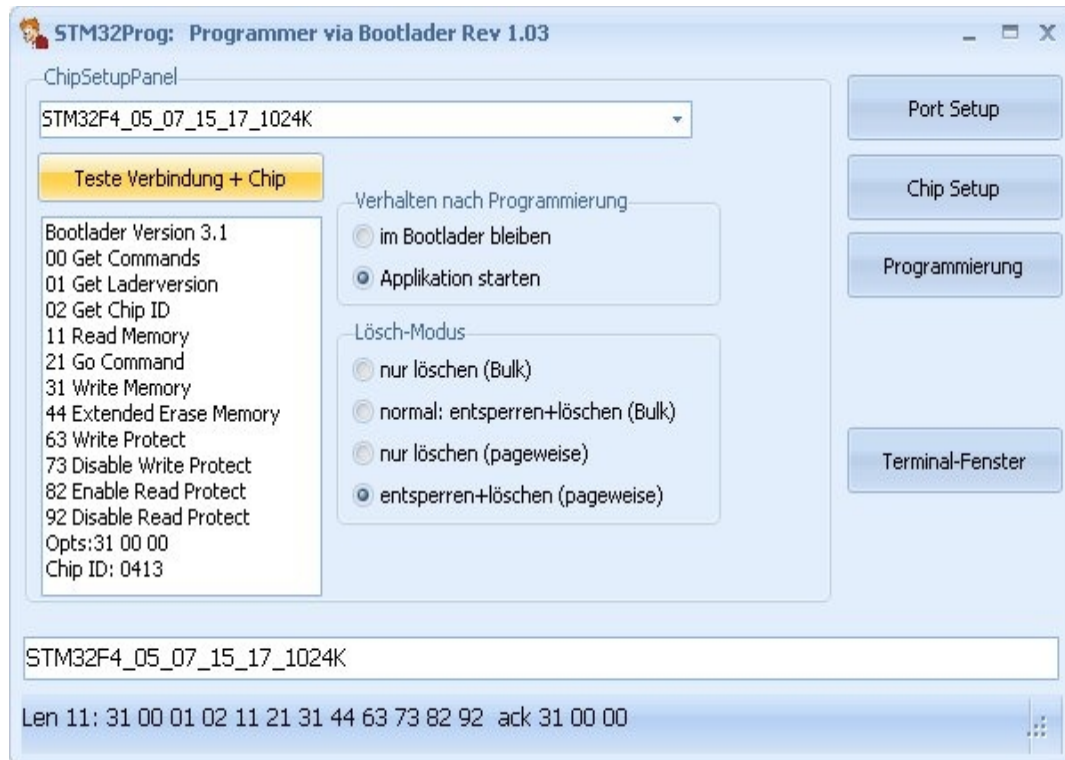 STM32Prog: Programmer via Bootlader Rev 1.03
ChipSetupPanel
STM32F4_05_07_15_17_1024K
Teste Verbindung + Chip
Bootlader Version 3.1
00 Get Commands
01 Get Laderversion
02 Get Chip ID
11 Read Memory
21 Go Command
31 Write Memory
44 Extended Erase Memory
63 Write Protect
73 Disable Write Protect
82 Enable Read Protect
92 Disable Read Protect
Opts:31 00 00
Chip ID: 0413
Verhalten nach Programmierung
im Bootlader bleiben
Applikation starten
Lösch-Modus
nur löschen (Bulk)
normal: entsperren+löschen (Bulk)
nur löschen (pageweise)
entsperren+löschen (pageweise)
Port Setup
Chip Setup
Programmierung
Terminal-Fenster
STM32F4_05_07_15_17_1024K
Len 11: 31 00 01 02 11 21 31 44 63 73 82 92 ack 31 00 00